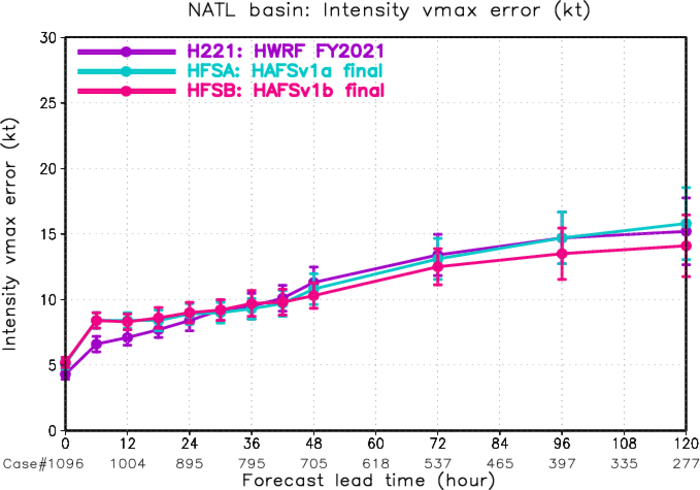 NATL basin: Intensity vmax error (kt)
H221: HWRF FY2021
HFSA: HAFSv1a final
HFSB: HAFSv1b final
Intensity vmax error (kt)
30
25
20
15
10
5
0
0 12 24 36 48 60 72 84 96 108 120
Case#1096 1004 895 795 705 618 537 465 397 335 277
Forecast lead time (hour)